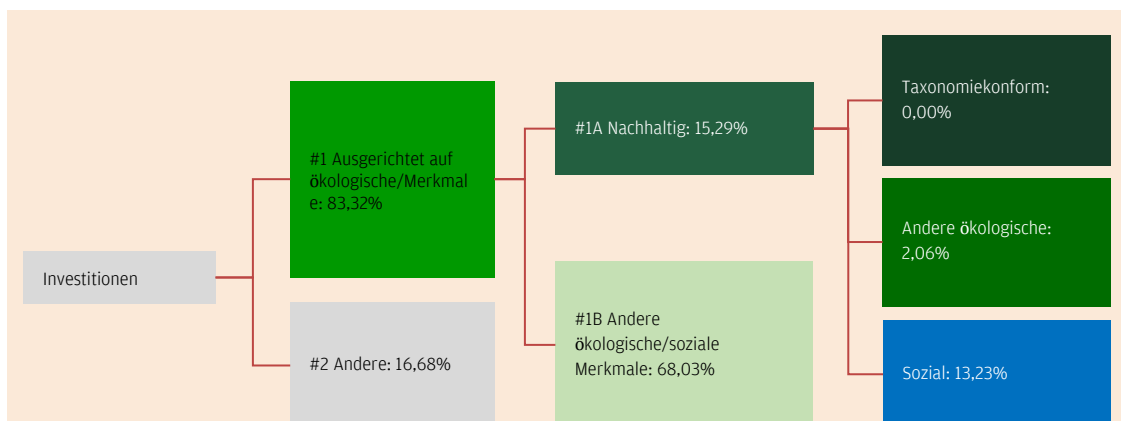 Investitionen
#1 Ausgerichtet auf
ökologische/Merkmal
e: 83,32%
#2 Andere: 16,68%
#1A Nachhaltig: 15,29%
#1B Andere
ökologische/soziale
Merkmale: 68,03%
Taxonomiekonform:
0,00%
Andere ökologische:
2,06%
Sozial: 13,23%